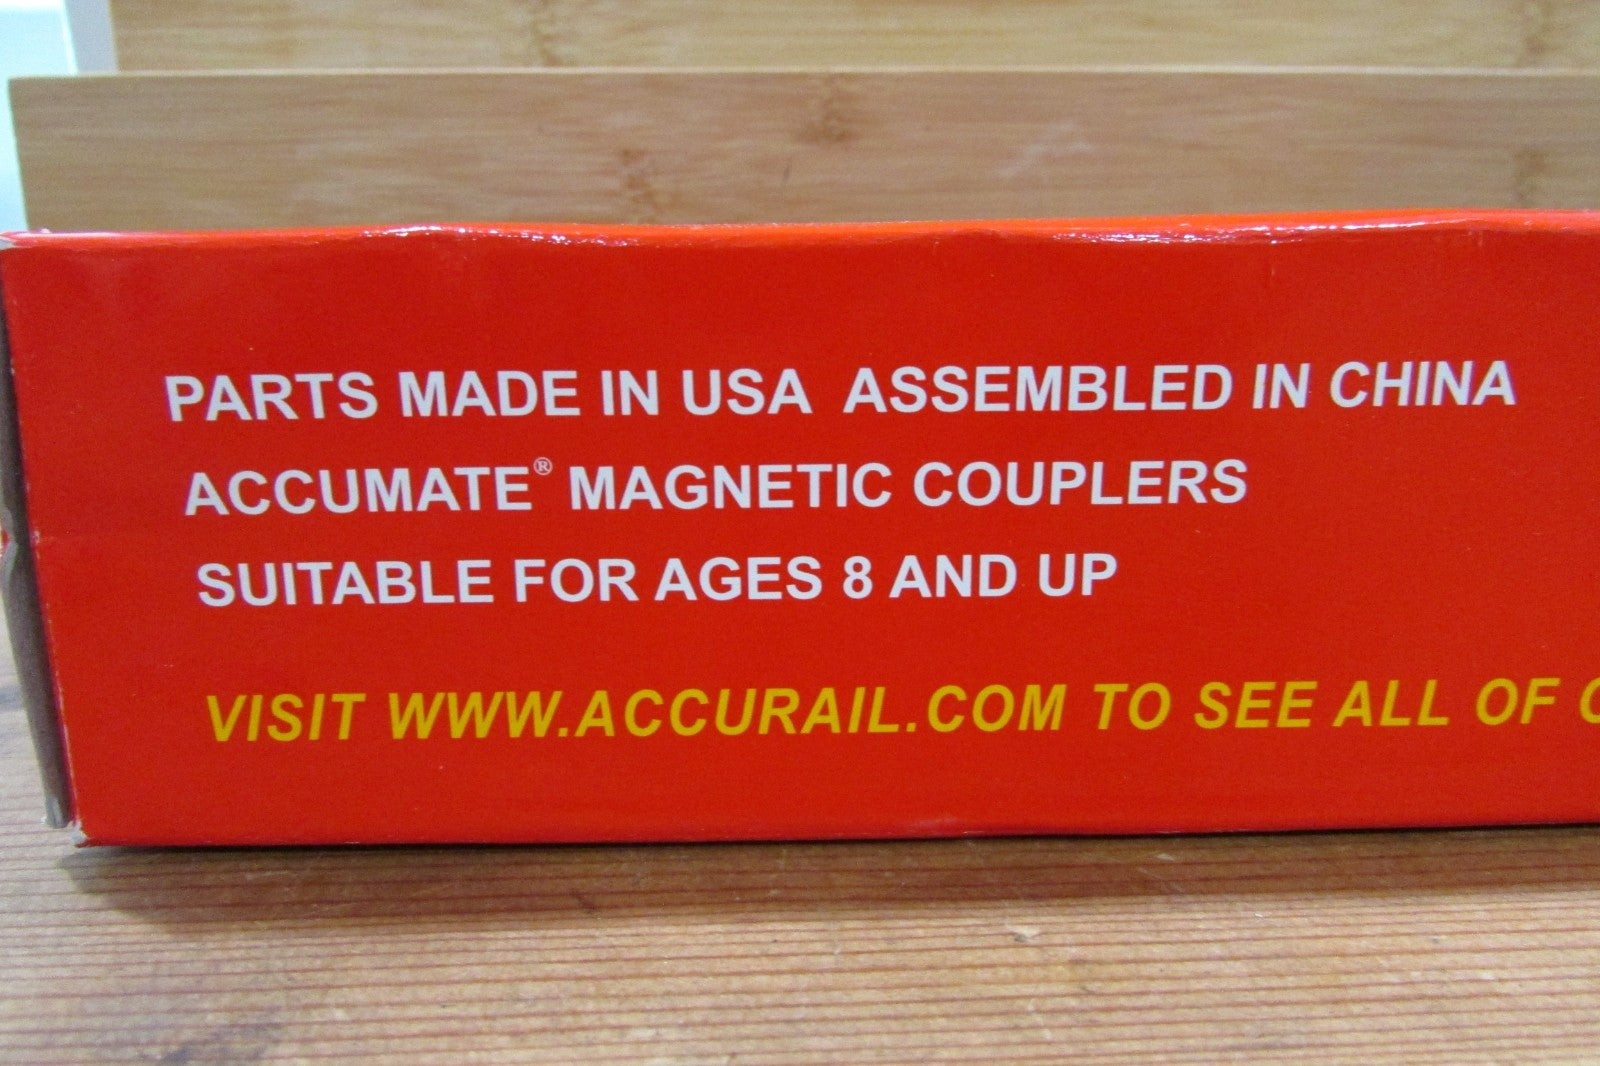 PARTS MADE IN USA ASSEMBLED IN CHINA
ACCUMATE® MAGNETIC COUPLERS
SUITABLE FOR AGES 8 AND UP
VISIT WWW.ACCURAIL.COM TO SEE ALL OF